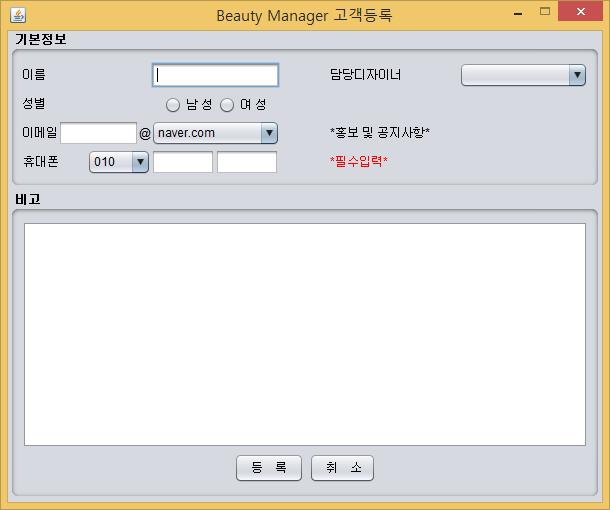 Beauty Manager 고객등록
기본정보
이름 담당디자이너
성별 남 성 여 성
이메일 @ naver.com *홍보 및 공지사항*
휴대폰 010 *필수입력*
비고
등 록 취 소